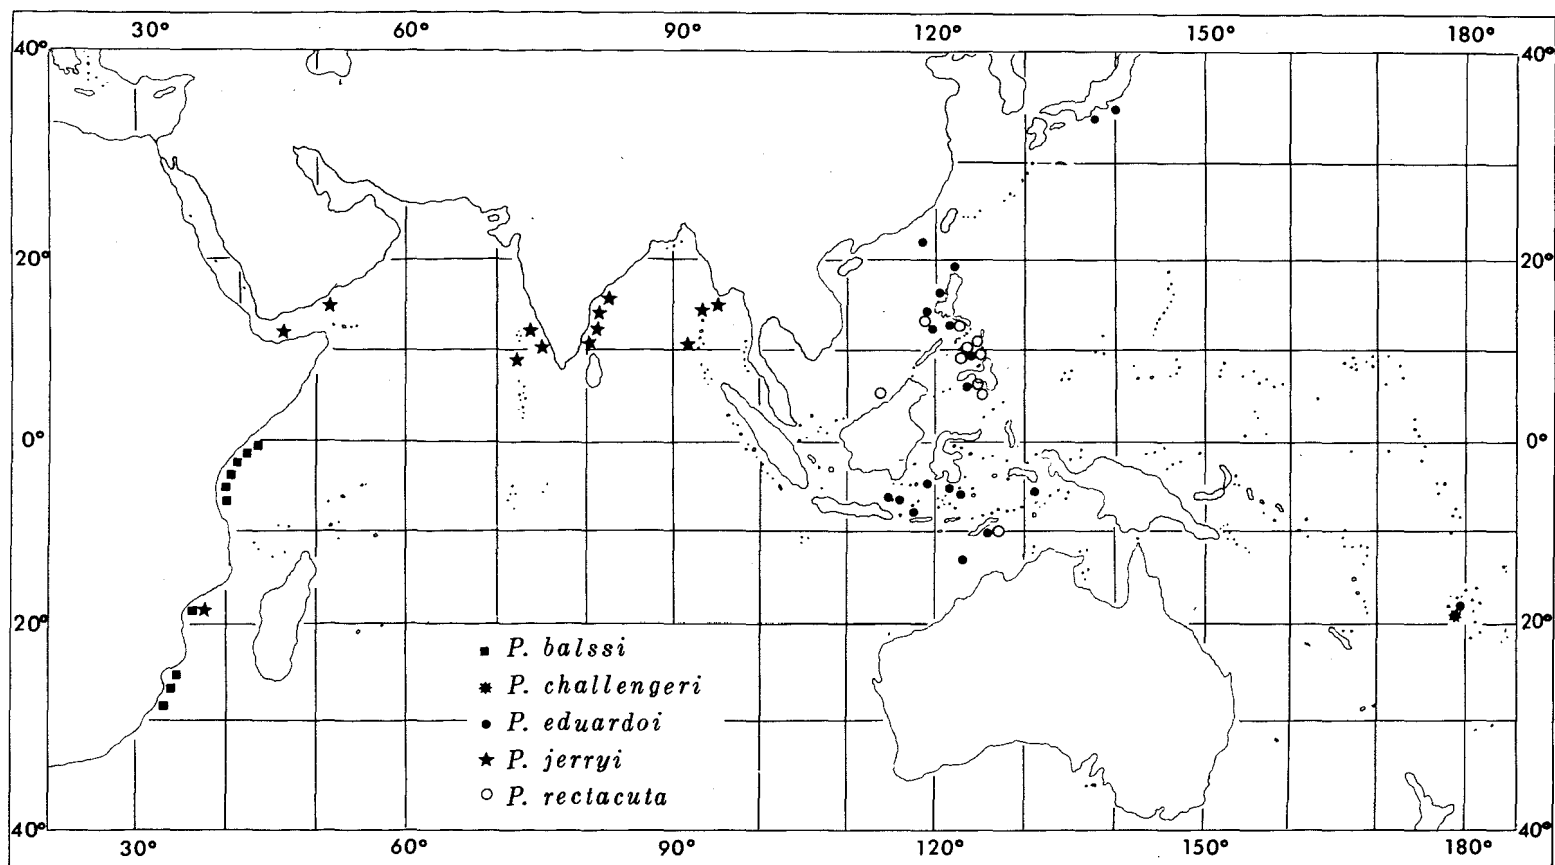 30° 60° 90° 120° 150° 180°
40° 40°
20° 20°
0° 0°
20° 20°
P. balssi
P. challengeri
P. eduardoi
P. jerryi
P. rectacuta
40° 40°
30° 60° 90° 120° 150° 180°